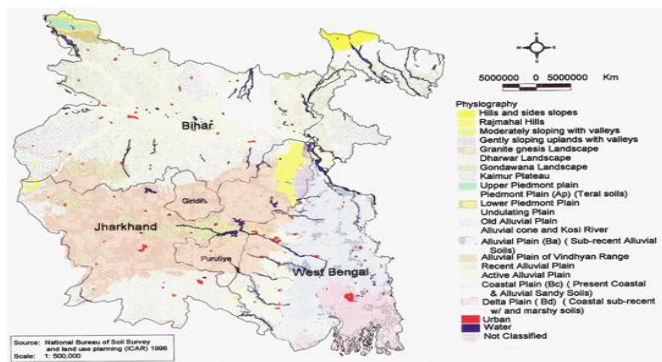 N
W
E
S
5000000 0 5000000 Km
Physiography
Hills and sides slopes
Rajmahal Hills
Moderately sloping with valleys
Gently sloping uplands with valleys
Granite gnesis Landscape
Dharwar Landscape
Gondawana Landscape
Kaimur Plateau
Upper Piedmont plain
Piedmont Plain (Ap) (Teral soils)
Lower Piedmont Plain
Undulating Plain
Old Alluvial Plain
Alluvial cone and Kosi River
Alluvial Plain (Ba) ( Sub-recent Alluvial
Soils)
Alluvial Plain of Vindhyan Range
Recent Alluvial Plain
Active Alluvial Plain
Coastal Plain (Bc) ( Present Coastal
& Alluvial Sandy Soils)
Delta Plain ( Bd) ( Coastal sub-recent
w/ and marshy soils)
Urban
Water
Not Classified
Bihar
Giridih
Jharkhand
Puruliya
West Bengal
Source: National Bureau of Soil Survey
and land use planning (ICAR) 1998
Scale: 1: 500,000